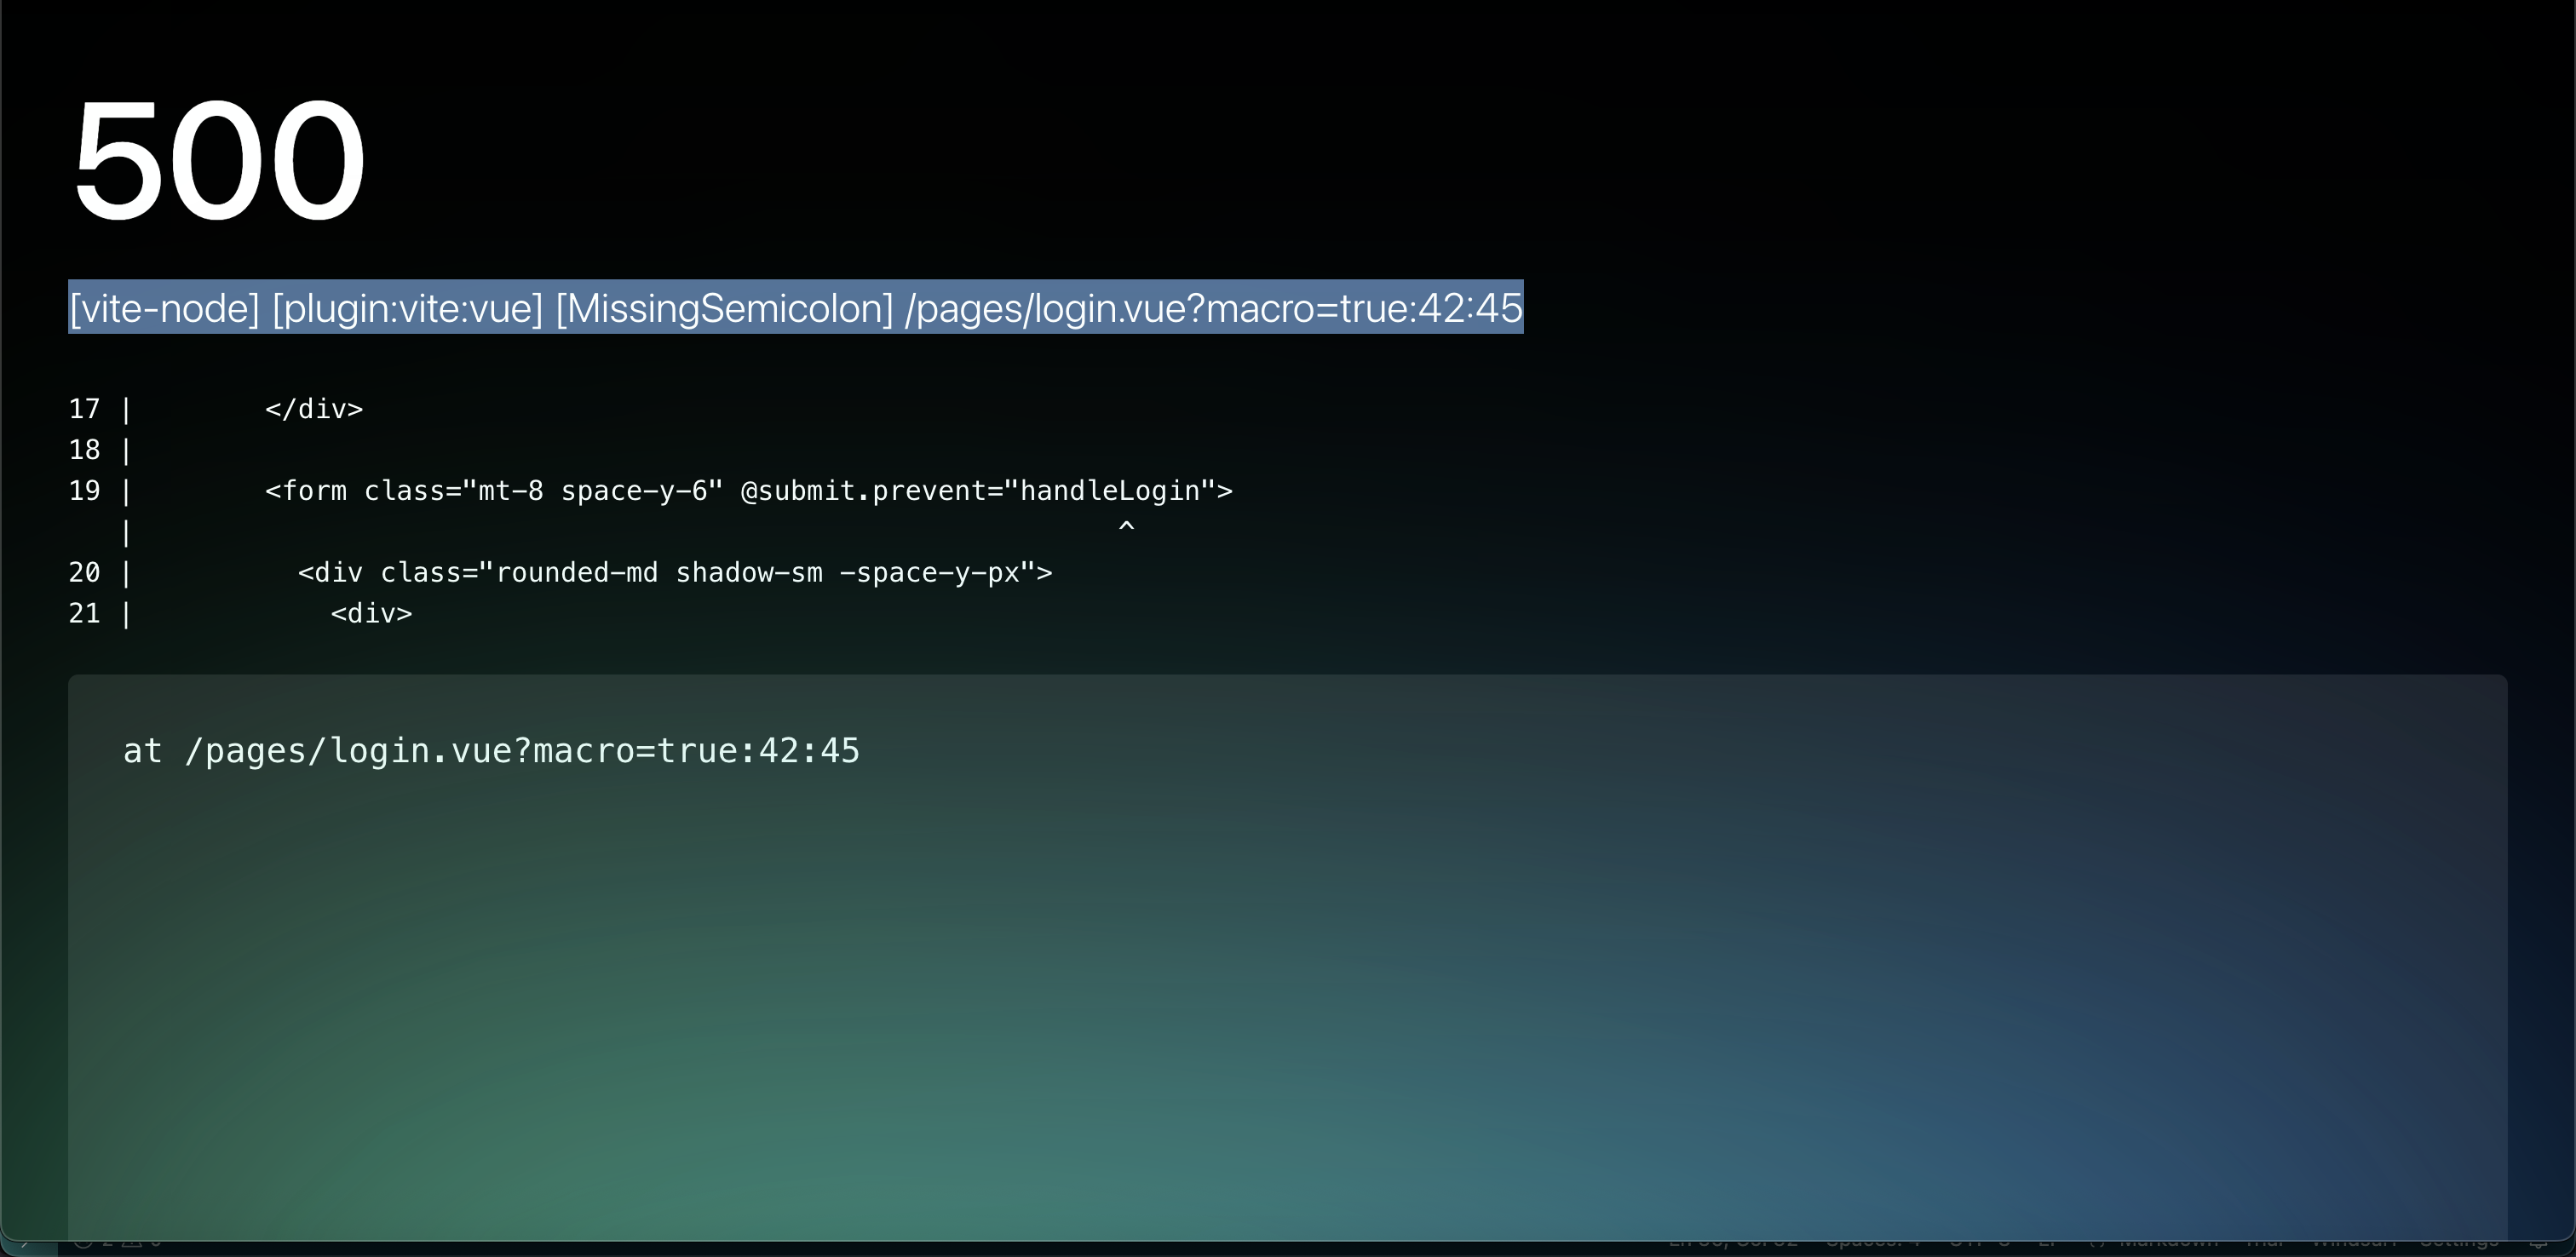 500
[vite-node] [plugin:vite:vue] [MissingSemicolon] /pages/login.vue?macro=true:42:45
17 |        </div>
18 |
19 |        <form class="mt-8 space-y-6" @submit.prevent="handleLogin">
   |                                                            ^
20 |          <div class="rounded-md shadow-sm -space-y-px">
21 |            <div>
at /pages/login.vue?macro=true:42:45